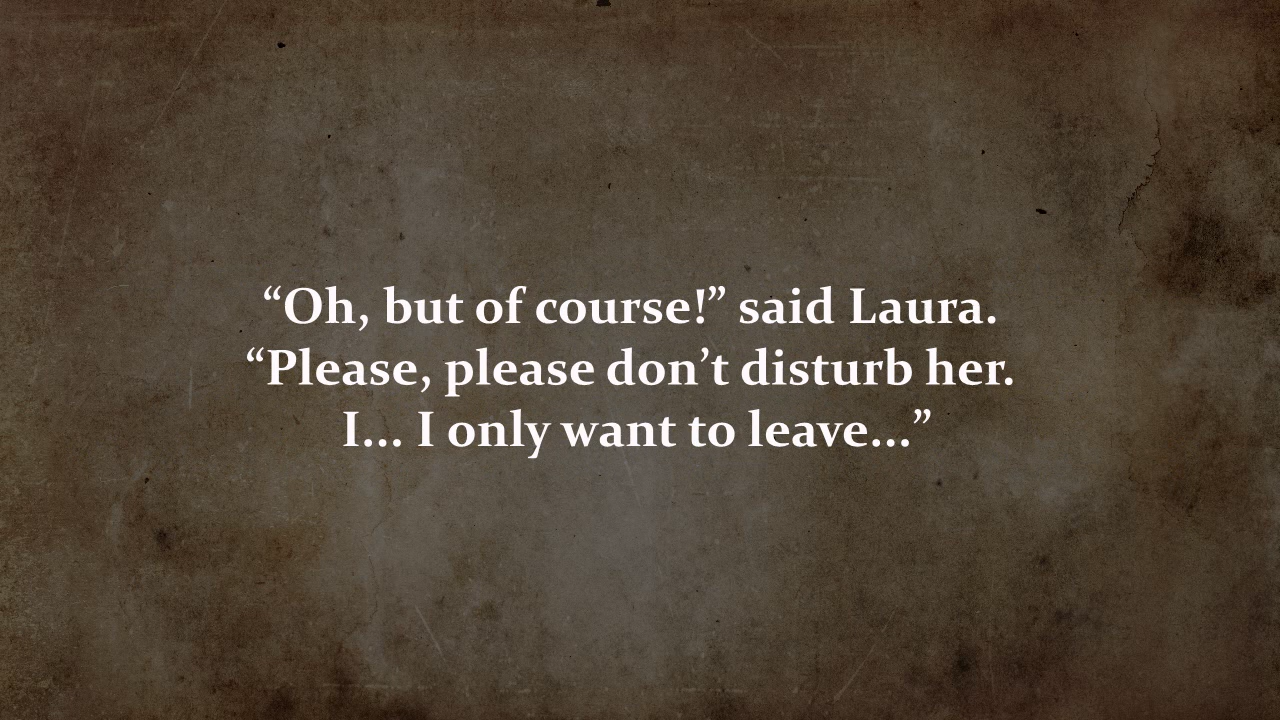 “Oh, but of course!” said Laura.
“Please, please don’t disturb her.
I... I only want to leave...”